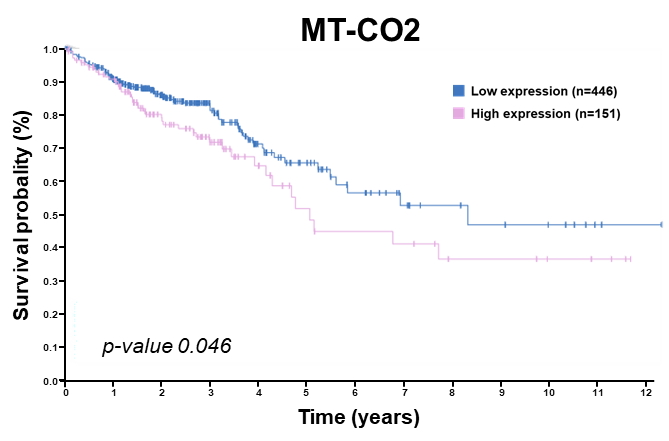 MT-CO2
Survival probality (%)
1.0
0.9
0.8
0.7
0.6
0.5
0.4
0.3
0.2
0.1
0.0
Low expression (n=446)
High expression (n=151)
p-value 0.046
0 1 2 3 4 5 6 7 8 9 10 11 12
Time (years)